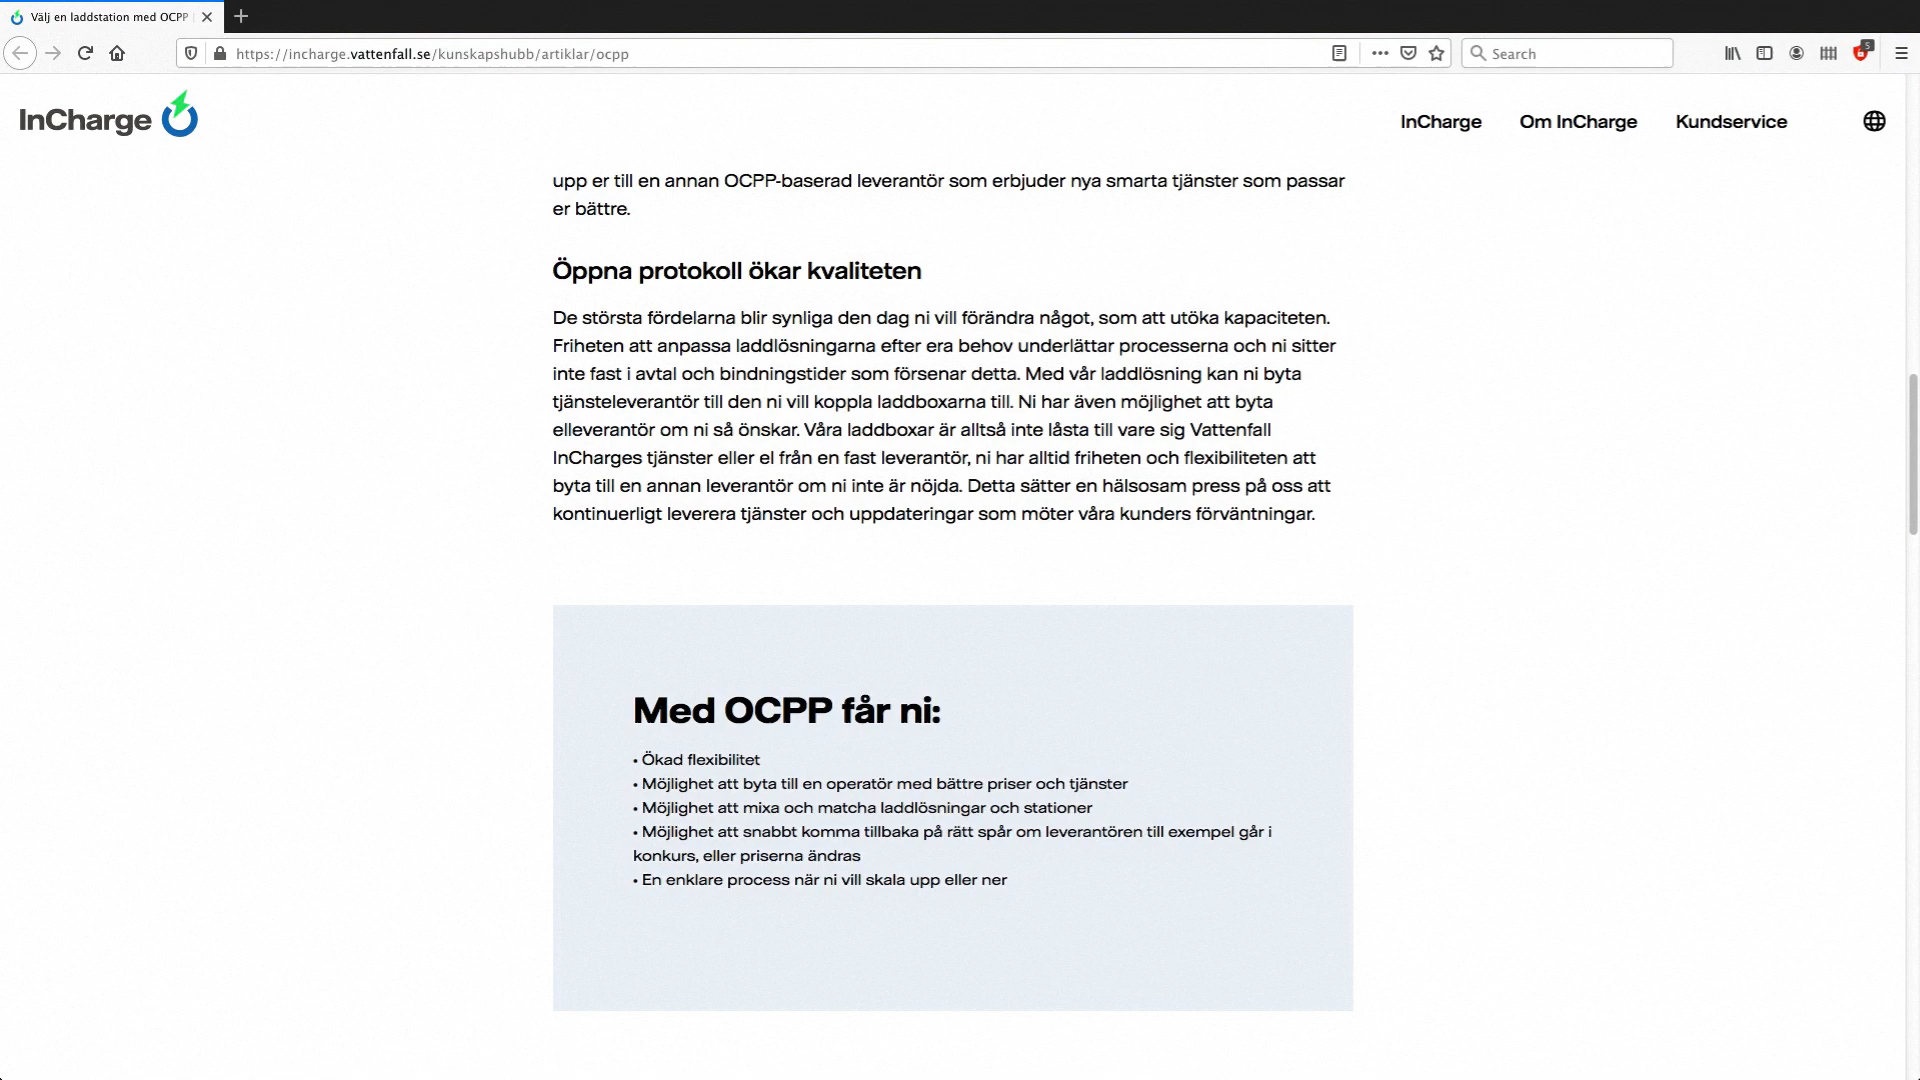 Välj en laddstation med OCPP
https://incharge.vattenfall.se/kunskapshubb/artiklar/ocpp
Search
5
InCharge
InCharge
Om InCharge
Kundservice
upp er till en annan OCPP-baserad leverantör som erbjuder nya smarta tjänster som passar
er bättre.
Öppna protokoll ökar kvaliteten
De största fördelarna blir synliga den dag ni vill förändra något, som att utöka kapaciteten.
Friheten att anpassa laddlösningarna efter era behov underlättar processerna och ni sitter
inte fast i avtal och bindningstider som försenar detta. Med vår laddlösning kan ni byta
tjänsteleverantör till den ni vill koppla laddboxarna till. Ni har även möjlighet att byta
elleverantör om ni så önskar. Våra laddboxar är alltså inte låsta till vare sig Vattenfall
InCharges tjänster eller el från en fast leverantör, ni har alltid friheten och flexibiliteten att
byta till en annan leverantör om ni inte är nöjda. Detta sätter en hälsosam press på oss att
kontinuerligt leverera tjänster och uppdateringar som möter våra kunders förväntningar.
Med OCPP får ni:
• Ökad flexibilitet
• Möjlighet att byta till en operatör med bättre priser och tjänster
• Möjlighet att mixa och matcha laddlösningar och stationer
• Möjlighet att snabbt komma tillbaka på rätt spår om leverantören till exempel går i
konkurs, eller priserna ändras
• En enklare process när ni vill skala upp eller ner